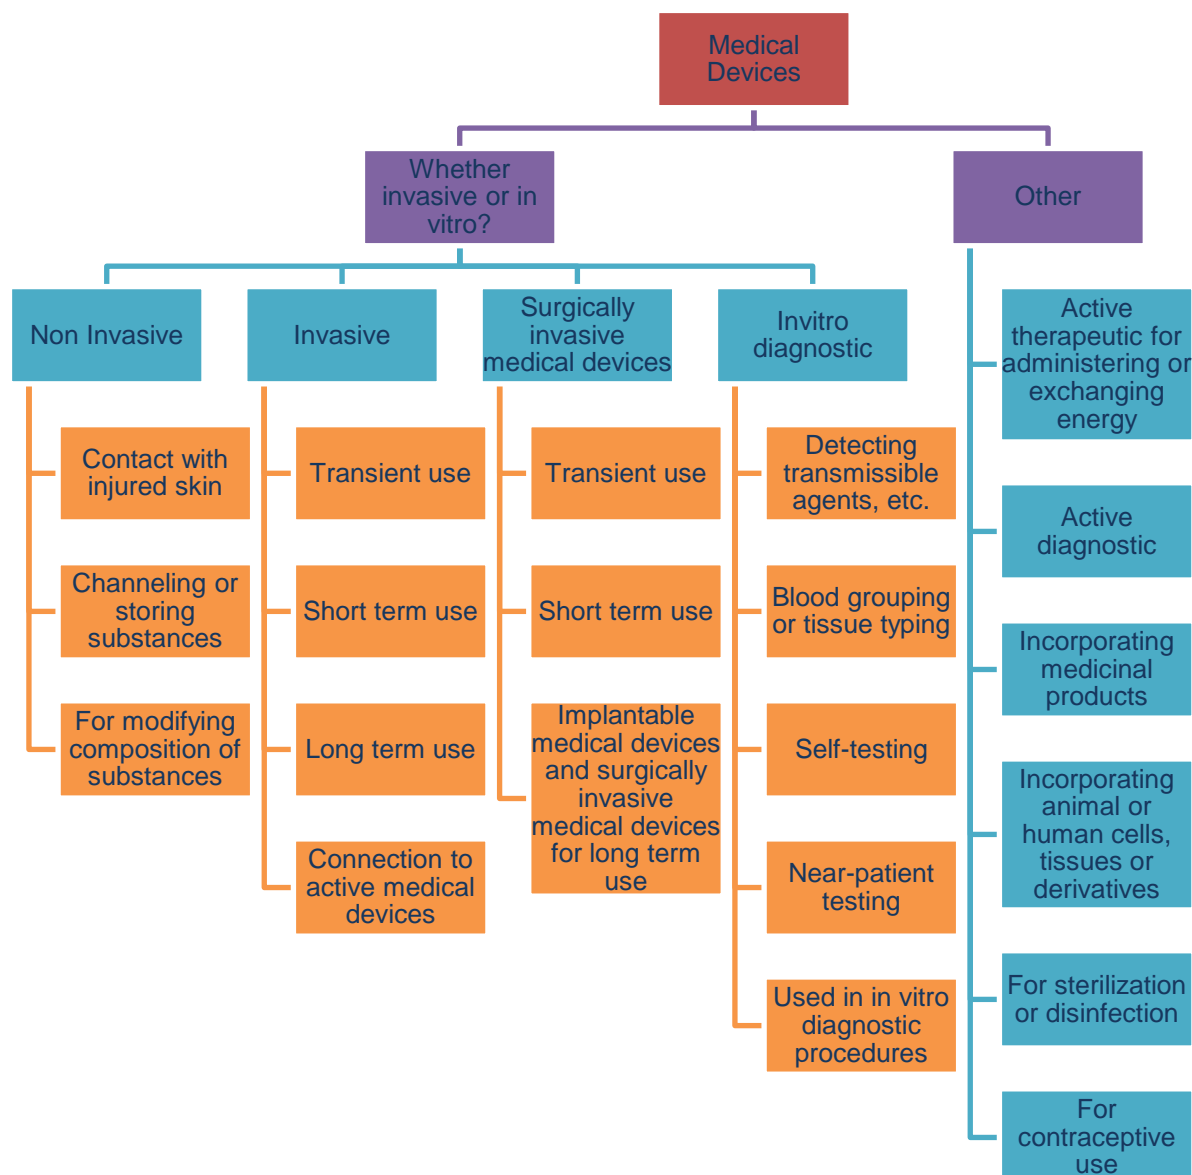 Medical
Devices
Whether
invasive or in
vitro?
Other
Non Invasive
Invasive
Surgically
invasive
medical devices
Invitro
diagnostic
Contact with
injured skin
Channeling or
storing
substances
For modifying
composition of
substances
Transient use
Short term use
Long term use
Connection to
active medical
devices
Transient use
Short term use
Implantable
medical devices
and surgically
invasive
medical devices
for long term
use
Detecting
transmissible
agents, etc.
Blood grouping
or tissue typing
Self-testing
Near-patient
testing
Used in in vitro
diagnostic
procedures
Active
therapeutic for
administering or
exchanging
energy
Active
diagnostic
Incorporating
medicinal
products
Incorporating
animal or
human cells,
tissues or
derivatives
For sterilization
or disinfection
For
contraceptive
use